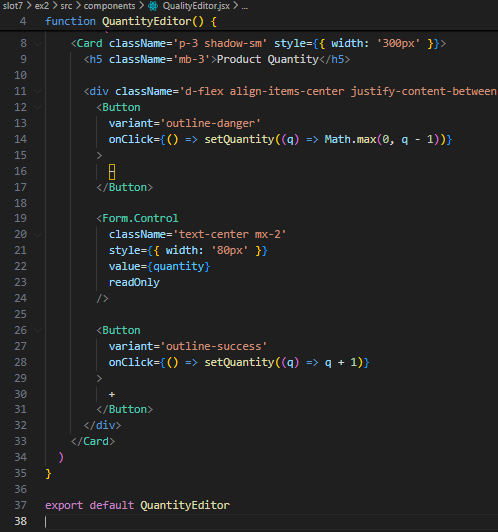 slot7 > ex2 > src > components > QualityEditor.jsx > ...
4 function QuantityEditor() {
8 <Card className='p-3 shadow-sm' style={{ width: '300px' }}>
9 <h5 className='mb-3'>Product Quantity</h5>
10
11 <div className='d-flex align-items-center justify-content-between
12 <Button
13 variant='outline-danger'
14 onClick={() => setQuantity((q) => Math.max(0, q - 1))}
15 >
16 -
17 </Button>
18
19 <Form.Control
20 className='text-center mx-2'
21 style={{ width: '80px' }}
22 value={quantity}
23 readOnly
24 />
25
26 <Button
27 variant='outline-success'
28 onClick={() => setQuantity((q) => q + 1)}
29 >
30 +
31 </Button>
32 </div>
33 </Card>
34 )
35 }
36
37 export default QuantityEditor
38